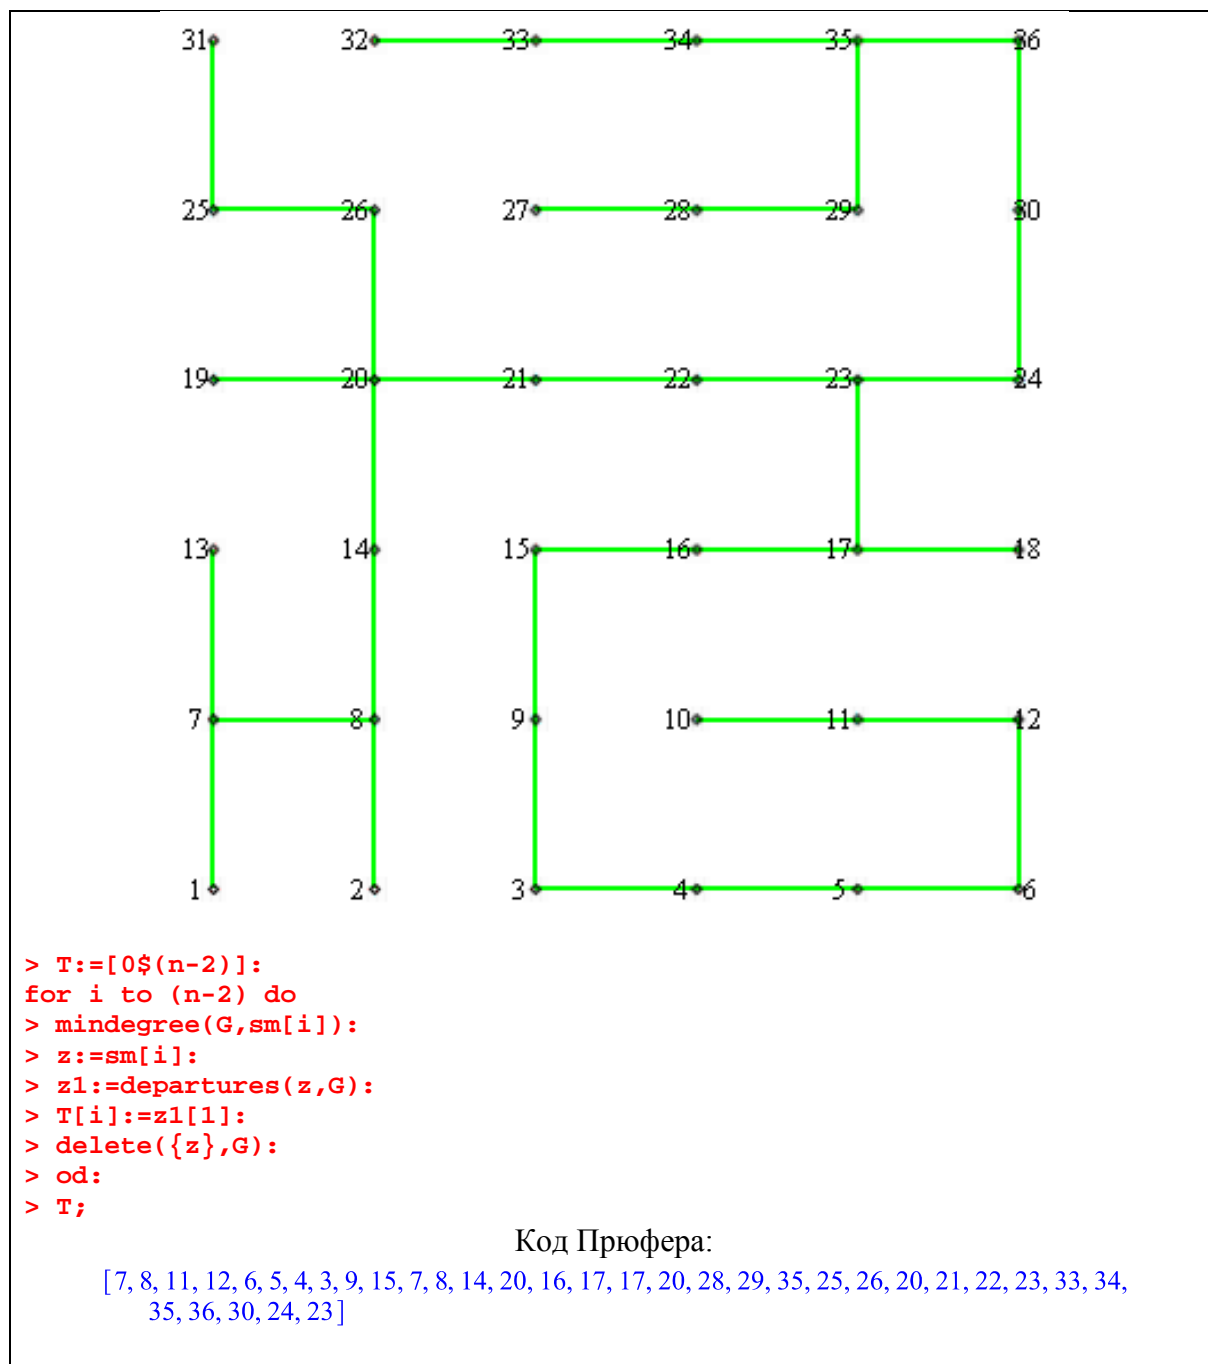 31 32 33 34 35 36
25 26 27 28 29 30
19 20 21 22 23 24
13 14 15 16 17 18
7 8 9 10 11 12
1 2 3 4 5 6
> T:=[0$(n-2)]:
for i to (n-2) do
> mindegree(G,sm[i]):
> z:=sm[i]:
> z1:=departures(z,G):
> T[i]:=z1[1]:
> delete({z},G):
> od:
> T;
Код Прюфера:
[7, 8, 11, 12, 6, 5, 4, 3, 9, 15, 7, 8, 14, 20, 16, 17, 17, 20, 28, 29, 35, 25, 26, 20, 21, 22, 23, 33, 34,
35, 36, 30, 24, 23]